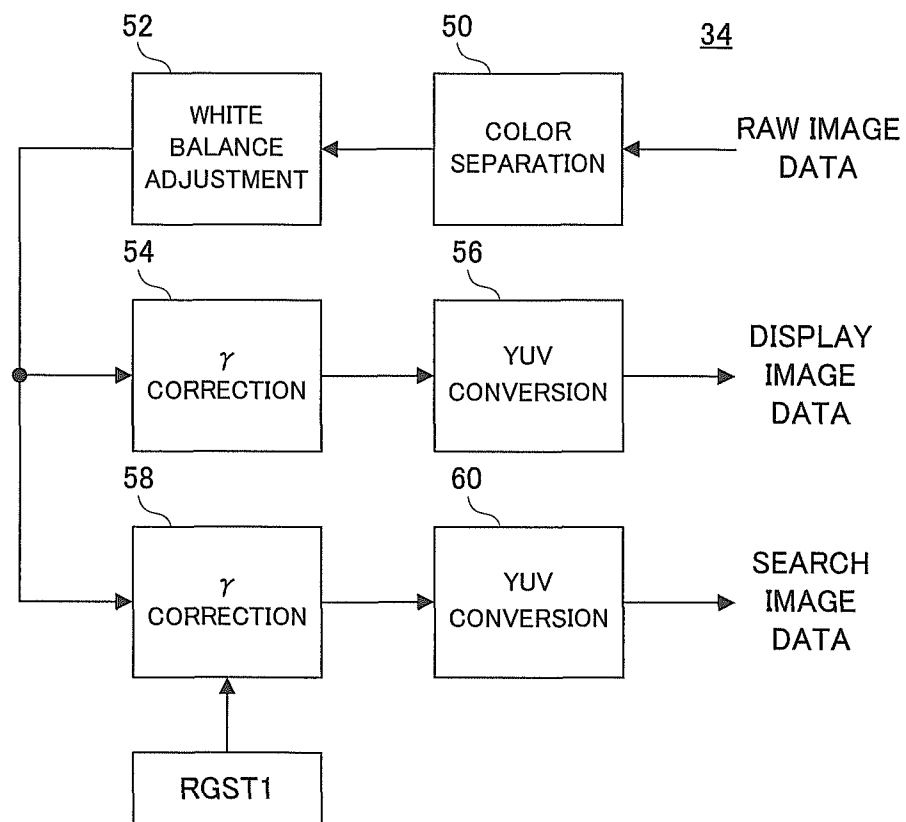 52
50
34
WHITE
BALANCE
ADJUSTMENT
COLOR
SEPARATION
RAW IMAGE
DATA
54
56
γ
CORRECTION
YUV
CONVERSION
DISPLAY
IMAGE
DATA
58
60
γ
CORRECTION
YUV
CONVERSION
SEARCH
IMAGE
DATA
RGST1